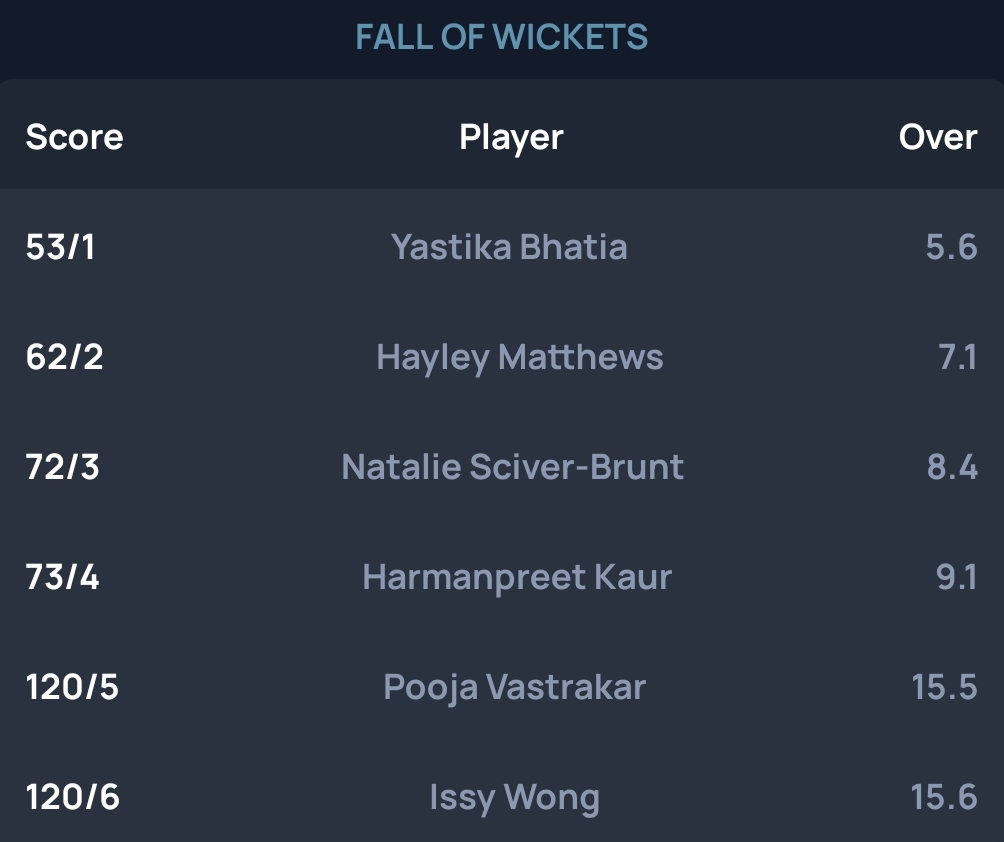 FALL OF WICKETS
Score Player Over
53/1 Yastika Bhatia 5.6
62/2 Hayley Matthews 7.1
72/3 Natalie Sciver-Brunt 8.4
73/4 Harmanpreet Kaur 9.1
120/5 Pooja Vastrakar 15.5
120/6 Issy Wong 15.6